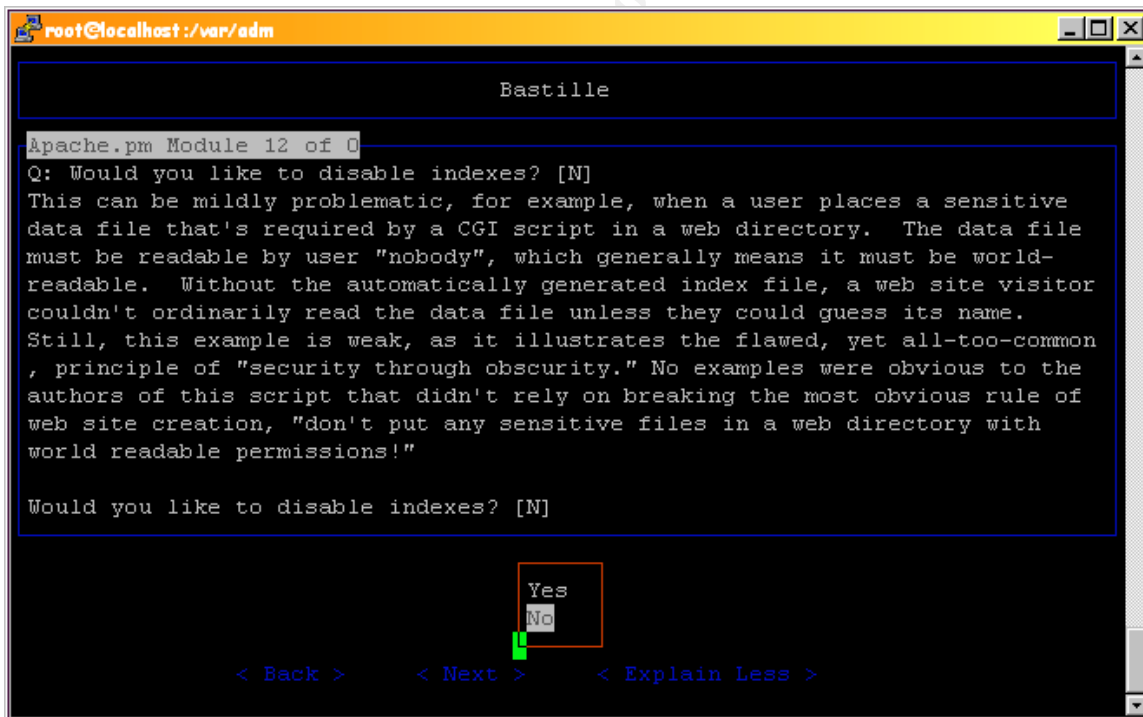 root@localhost:/var/adm
Bastille
Apache.pm Module 12 of 0
Q: Would you like to disable indexes? [N]
This can be mildly problematic, for example, when a user places a sensitive
data file that's required by a CGI script in a web directory.  The data file
must be readable by user "nobody", which generally means it must be world-
readable.  Without the automatically generated index file, a web site visitor
couldn't ordinarily read the data file unless they could guess its name.
Still, this example is weak, as it illustrates the flawed, yet all-too-common
, principle of "security through obscurity." No examples were obvious to the
authors of this script that didn't rely on breaking the most obvious rule of
web site creation, "don't put any sensitive files in a web directory with
world readable permissions!"
Would you like to disable indexes? [N]
Yes
No
< Back >  < Next >  < Explain Less >